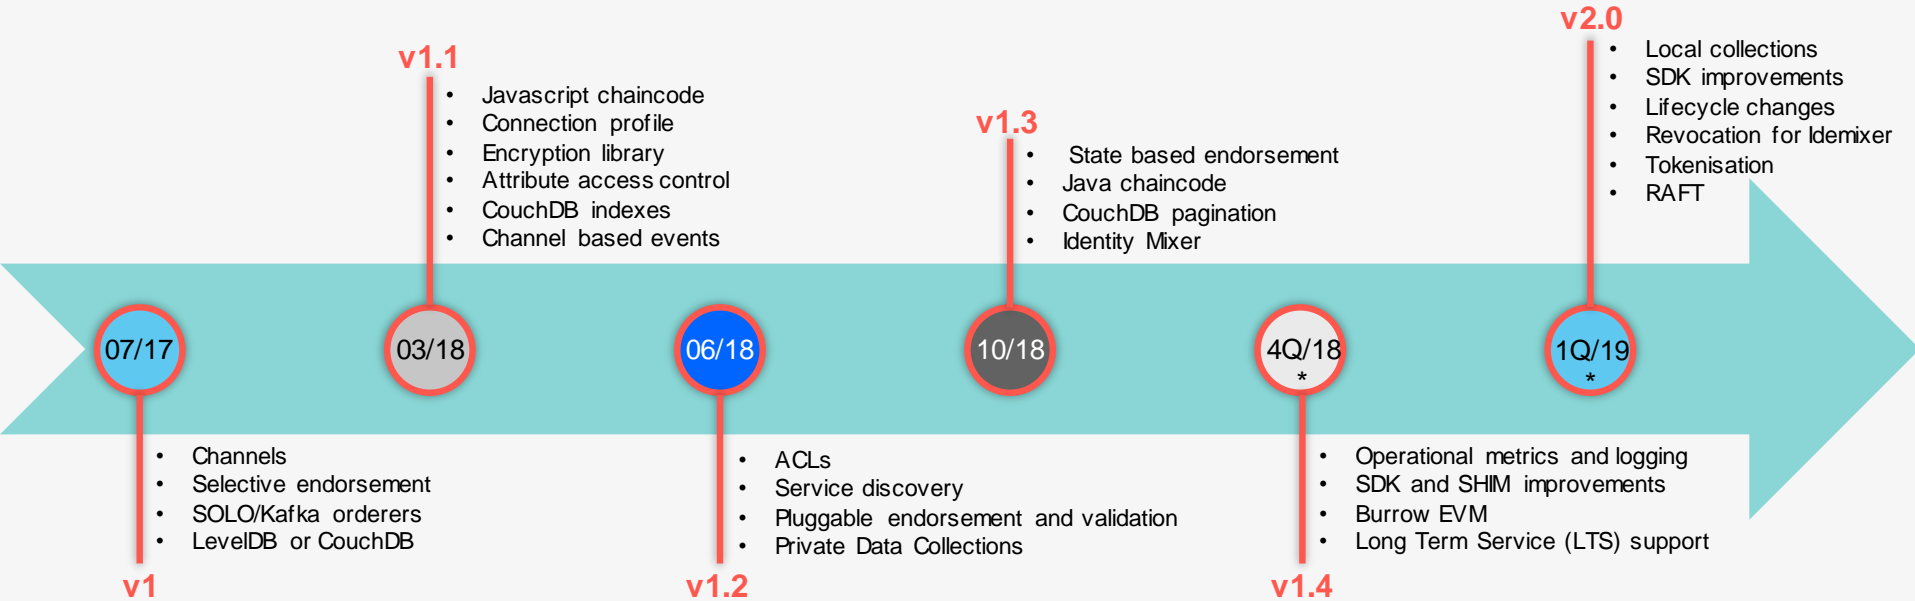 v1
07/17
• Channels
• Selective endorsement
• SOLO/Kafka orderers
• LevelDB or CouchDB
v1.1
03/18
• Javascript chaincode
• Connection profile
• Encryption library
• Attribute access control
• CouchDB indexes
• Channel based events
v1.2
06/18
• ACLs
• Service discovery
• Pluggable endorsement and validation
• Private Data Collections
v1.3
10/18
• State based endorsement
• Java chaincode
• CouchDB pagination
• Identity Mixer
v1.4
4Q/18
*
• Operational metrics and logging
• SDK and SHIM improvements
• Burrow EVM
• Long Term Service (LTS) support
v2.0
1Q/19
*
• Local collections
• SDK improvements
• Lifecycle changes
• Revocation for Idemixer
• Tokenisation
• RAFT